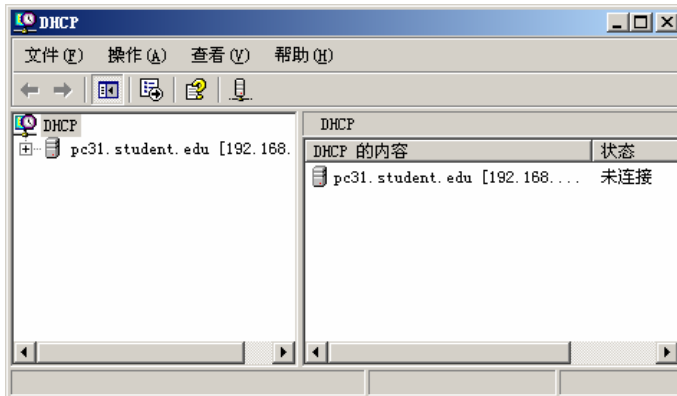 DHCP
文件(F) 操作(A) 查看(V) 帮助(H)
DHCP
pc31.student.edu [192.168.
DHCP
DHCP 的内容 状态
pc31.student.edu [192.168.... 未连接